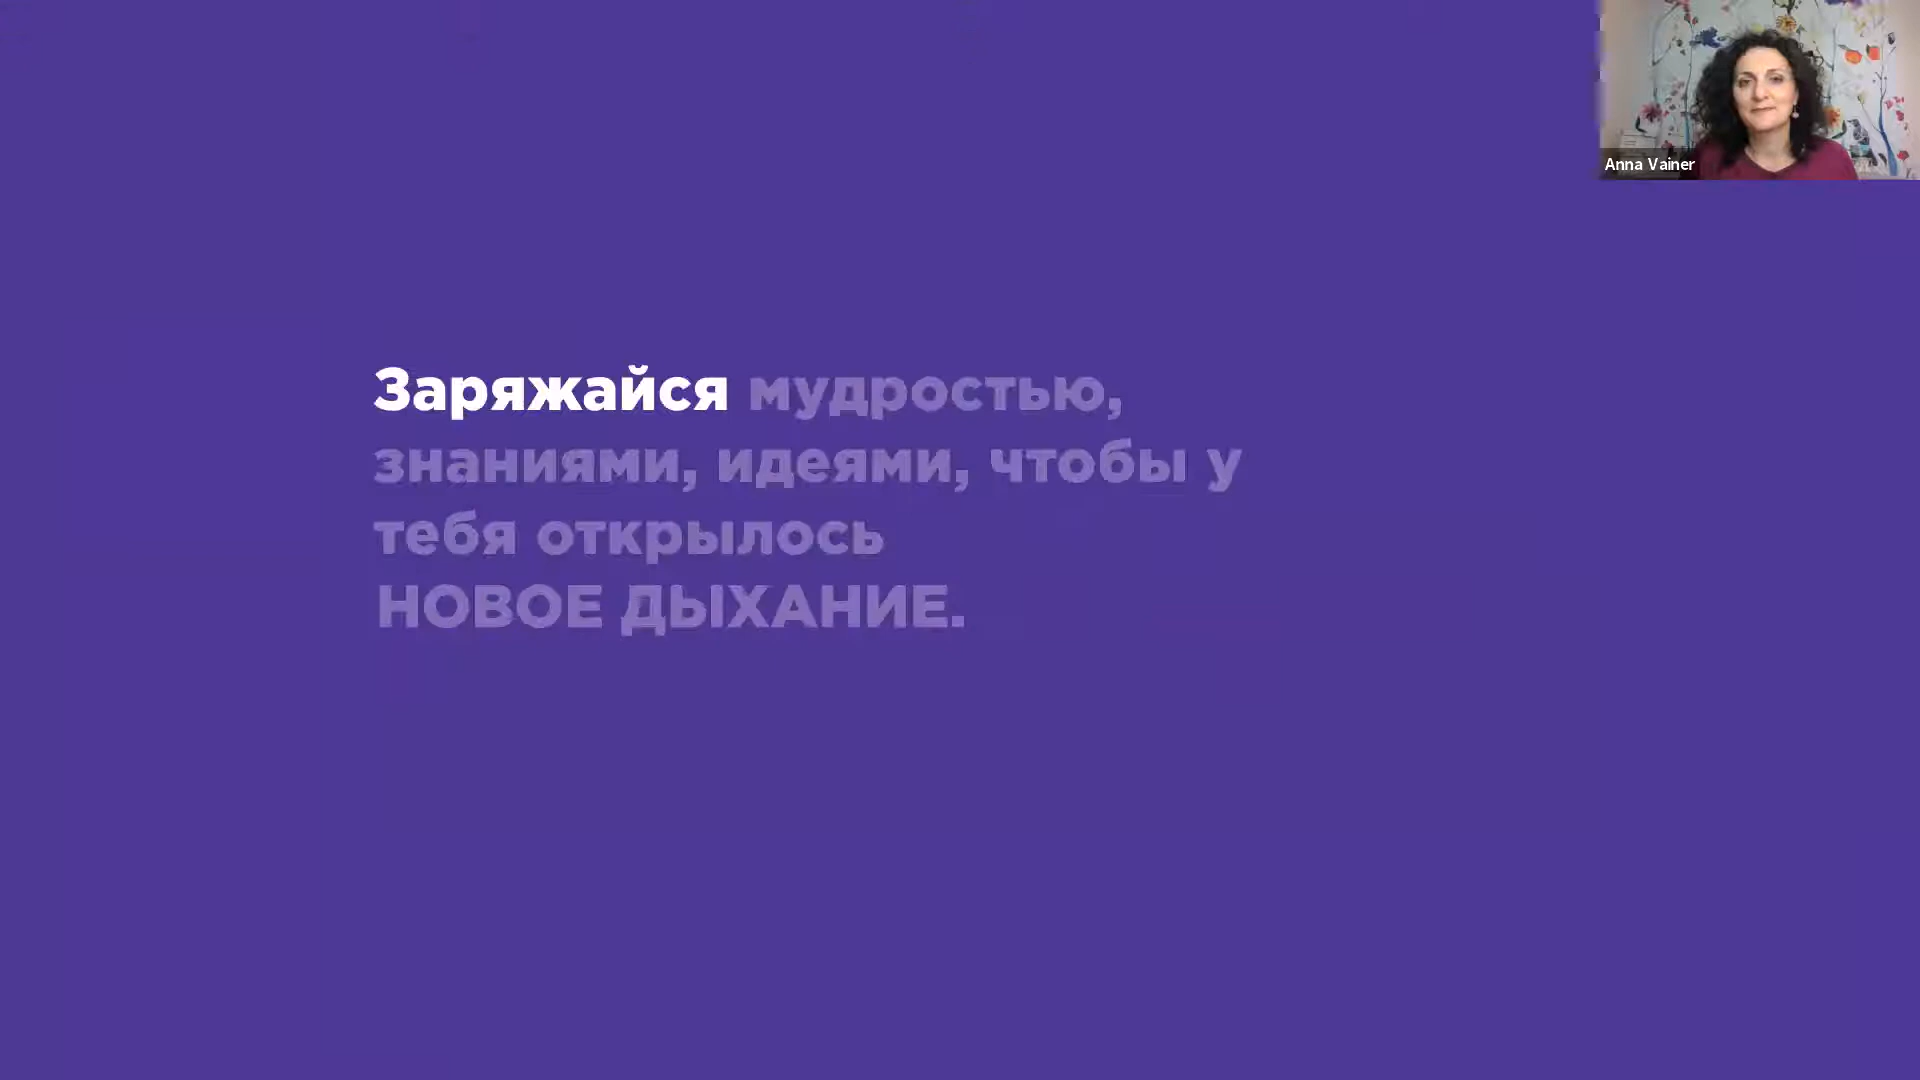 Anna Vainer
Заряжайся мудростью,
знаниями, идеями, чтобы у
тебя открылось
НОВОЕ ДЫХАНИЕ.